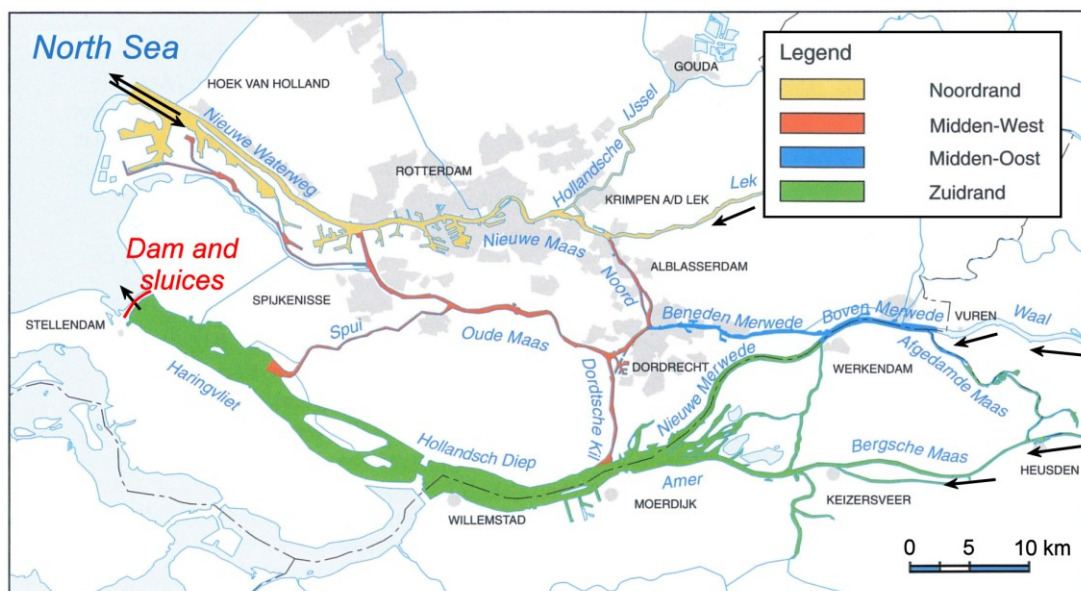 North Sea
HOEK VAN HOLLAND
GOUDA
Legend
Noordrand
Midden-West
Midden-Oost
Zuidrand
Nieuwe Waterweg
ROTTERDAM
Hollandsche IJssel
KRIMPEN A/D LEK
Lek
Nieuwe Maas
Dam and
sluices
ALBLASSERDAM
Noord
SPIJKENISSE
STELLENDAM
Spui
Oude Maas
Beneden Merwede
Boven Merwede
VUREN
Waal
DORDRECHT
WERKENDAM
Afgedamde Maas
Haringvliet
Dordtsche Kil
Nieuwe Merwede
Hollandsch Diep
Bergsche Maas
HEUSDEN
Amer
MOERDIJK
KEIZERSVEER
WILLEMSTAD
0 5 10 km